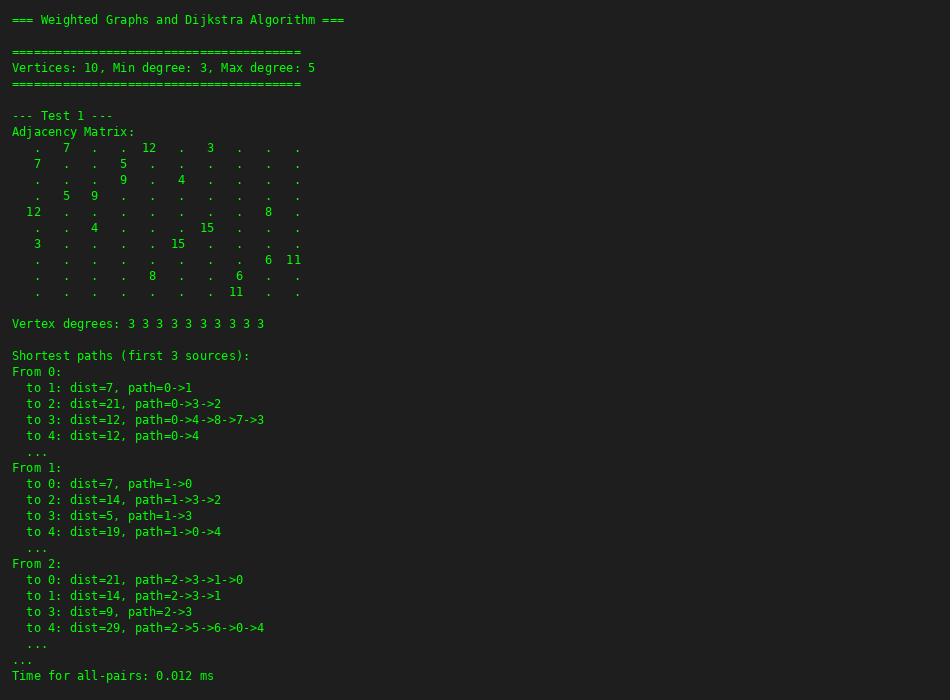 === Weighted Graphs and Dijkstra Algorithm ===
========================================
Vertices: 10, Min degree: 3, Max degree: 5
========================================
--- Test 1 ---
Adjacency Matrix:
   .   7   .   .  12   .   3   .   .   .
   7   .   .   5   .   .   .   .   .   .
   .   .   .   9   .   4   .   .   .   .
   .   5   9   .   .   .   .   .   .   .
  12   .   .   .   .   .   .   .   8   .
   .   .   4   .   .   .  15   .   .   .
   3   .   .   .   .  15   .   .   .   .
   .   .   .   .   .   .   .   .   6  11
   .   .   .   .   8   .   .   6   .   .
   .   .   .   .   .   .   .  11   .   .
Vertex degrees: 3 3 3 3 3 3 3 3 3 3
Shortest paths (first 3 sources):
From 0:
  to 1: dist=7, path=0->1
  to 2: dist=21, path=0->3->2
  to 3: dist=12, path=0->4->8->7->3
  to 4: dist=12, path=0->4
  ...
From 1:
  to 0: dist=7, path=1->0
  to 2: dist=14, path=1->3->2
  to 3: dist=5, path=1->3
  to 4: dist=19, path=1->0->4
  ...
From 2:
  to 0: dist=21, path=2->3->1->0
  to 1: dist=14, path=2->3->1
  to 3: dist=9, path=2->3
  to 4: dist=29, path=2->5->6->0->4
  ...
...
Time for all-pairs: 0.012 ms